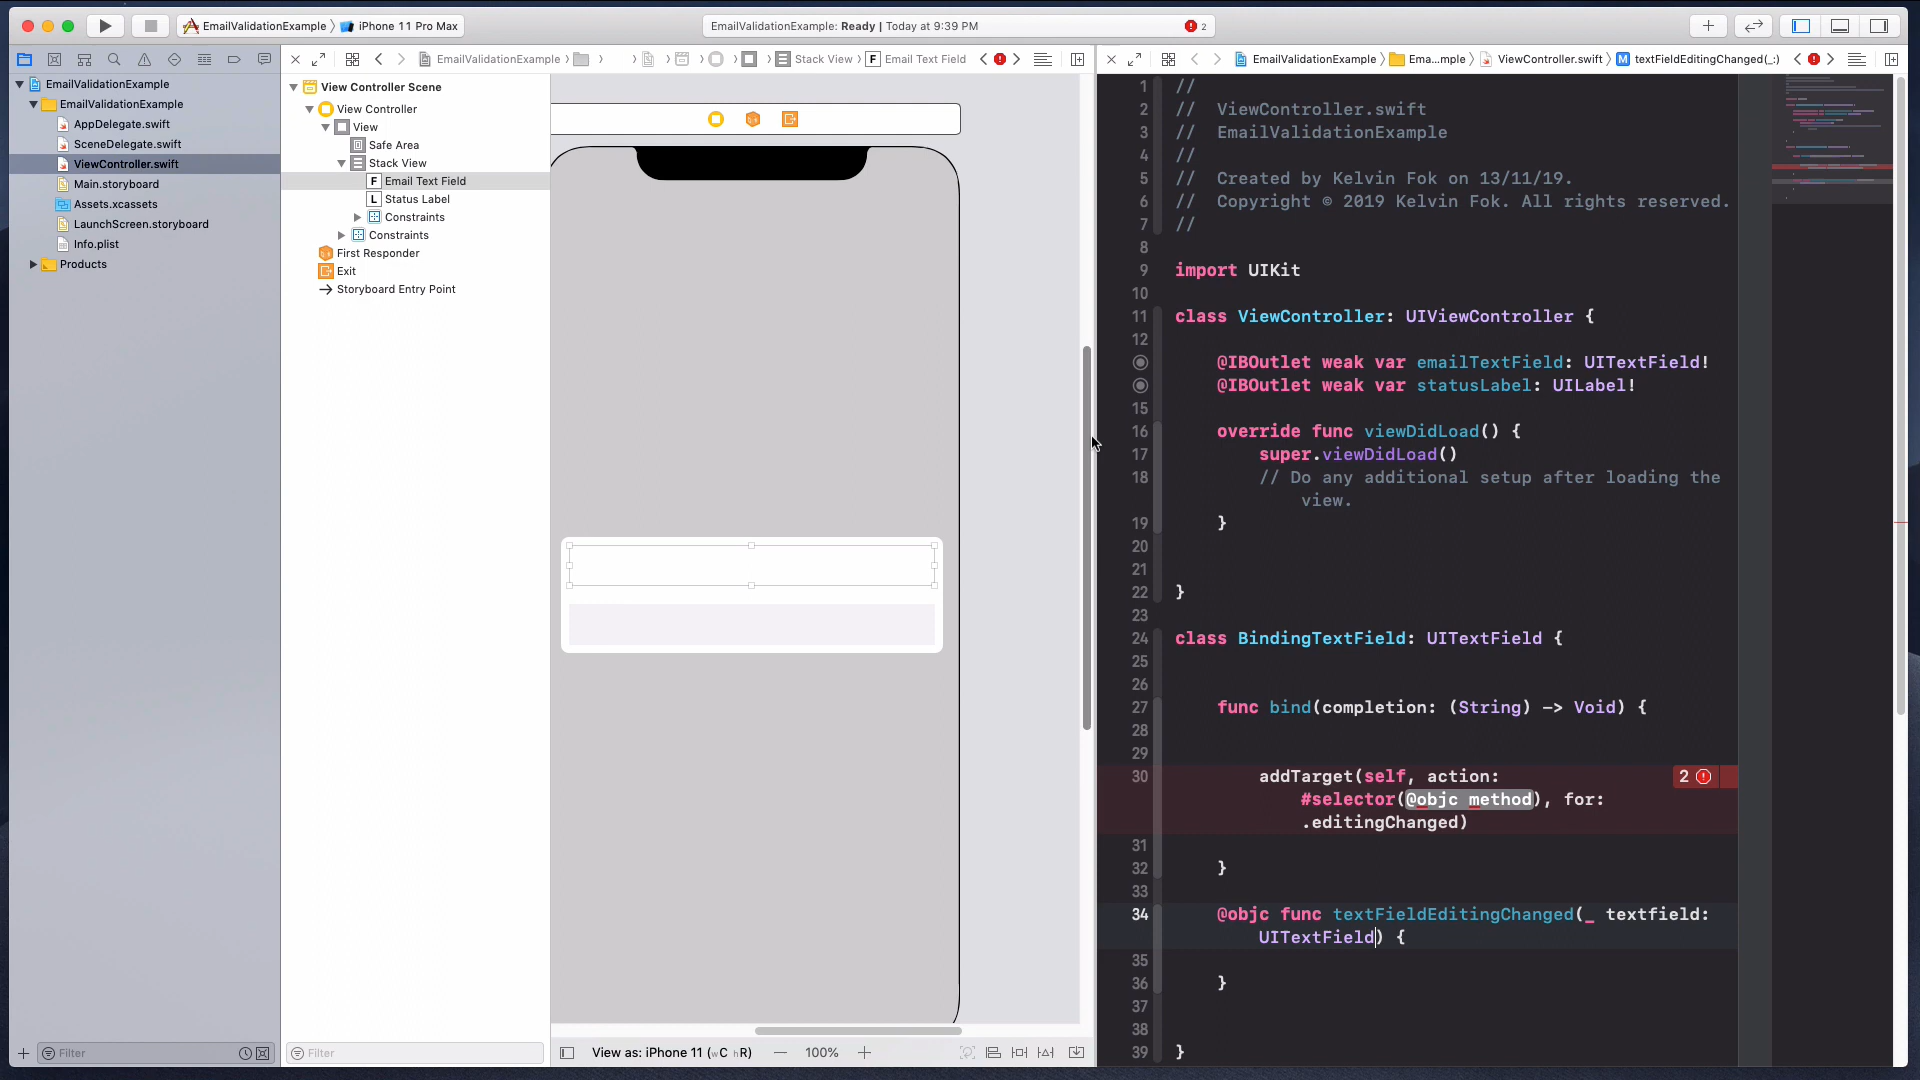 EmailValidationExample
iPhone 11 Pro Max
EmailValidationExample: Ready | Today at 9:39 PM
2
EmailValidationExample
EmailValidationExample
AppDelegate.swift
SceneDelegate.swift
ViewController.swift
Main.storyboard
Assets.xcassets
LaunchScreen.storyboard
Info.plist
Products
Filter
EmailValidationExample
Stack View
F Email Text Field
View Controller Scene
View Controller
View
Safe Area
Stack View
F Email Text Field
L Status Label
Constraints
Constraints
First Responder
Exit
Storyboard Entry Point
Filter
View as: iPhone 11 (wC hR)
100%
EmailValidationExample
Ema...mple
ViewController.swift
M textFieldEditingChanged(_:)
1 //
2 //  ViewController.swift
3 //  EmailValidationExample
4 //
5 //  Created by Kelvin Fok on 13/11/19.
6 //  Copyright © 2019 Kelvin Fok. All rights reserved.
7 //
8
9 import UIKit
10
11 class ViewController: UIViewController {
12
@IBOutlet weak var emailTextField: UITextField!
@IBOutlet weak var statusLabel: UILabel!
15
16 override func viewDidLoad() {
17 super.viewDidLoad()
18 // Do any additional setup after loading the
view.
19 }
20
21
22 }
23
24 class BindingTextField: UITextField {
25
26
27 func bind(completion: (String) -> Void) {
28
29
30 addTarget(self, action: 2
#selector(@objc method), for:
.editingChanged)
31
32 }
33
34 @objc func textFieldEditingChanged(_ textfield:
UITextField) {
35
36 }
37
38
39 }